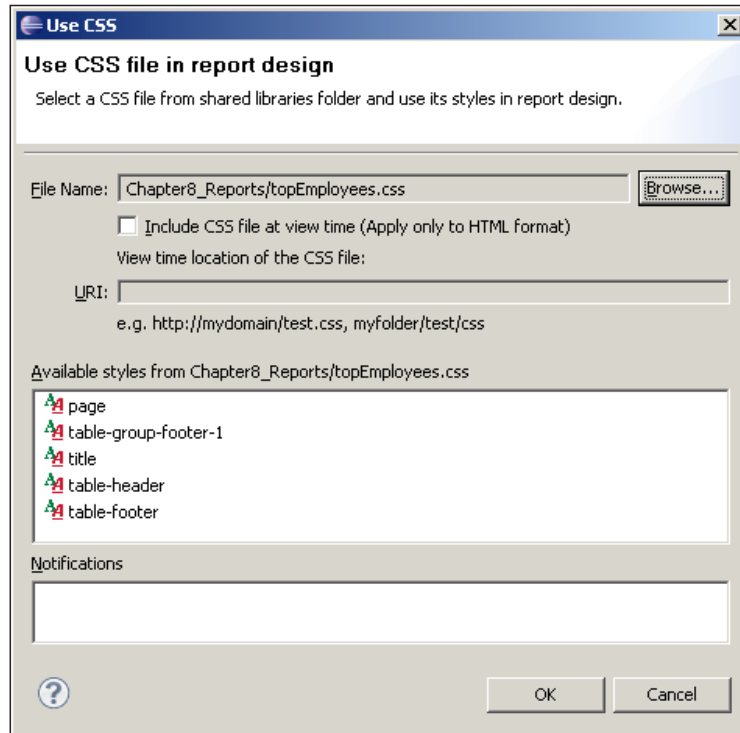 Use CSS
Use CSS file in report design
Select a CSS file from shared libraries folder and use its styles in report design.
File Name: Chapter8_Reports/topEmployees.css Browse...
Include CSS file at view time (Apply only to HTML format)
View time location of the CSS file:
URI:
e.g. http://mydomain/test.css, myfolder/test/css
Available styles from Chapter8_Reports/topEmployees.css
page
table-group-footer-1
title
table-header
table-footer
Notifications
OK Cancel